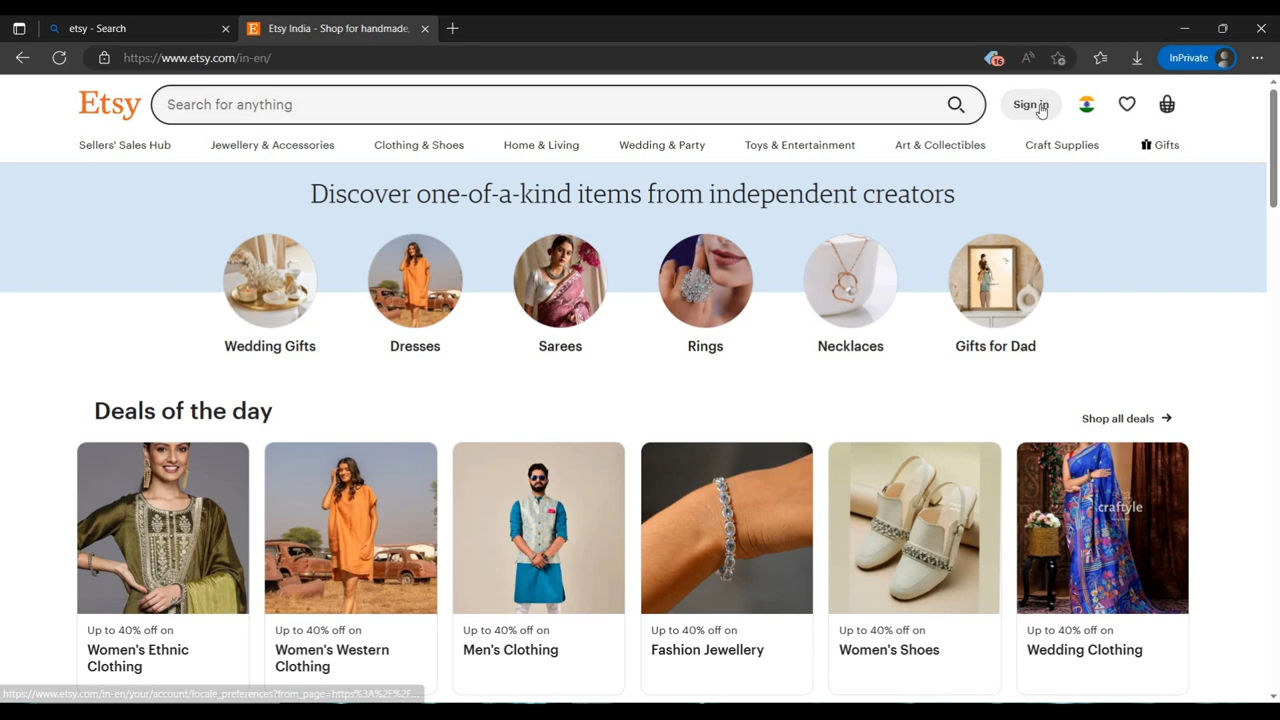 etsy - Search
Etsy India - Shop for handmade,
https://www.etsy.com/in-en/
16
InPrivate
Etsy
Search for anything
Sign in
Sellers' Sales Hub
Jewellery & Accessories
Clothing & Shoes
Home & Living
Wedding & Party
Toys & Entertainment
Art & Collectibles
Craft Supplies
Gifts
Discover one-of-a-kind items from independent creators
Wedding Gifts
Dresses
Sarees
Rings
Necklaces
Gifts for Dad
Deals of the day
Shop all deals →
craftyle
Up to 40% off on
Women's Ethnic
Clothing
Up to 40% off on
Women's Western
Clothing
Up to 40% off on
Men's Clothing
Up to 40% off on
Fashion Jewellery
Up to 40% off on
Women's Shoes
Up to 40% off on
Wedding Clothing
https://www.etsy.com/in-en/your/account/locale_preferences?from_page=https%3A%2F%2F...